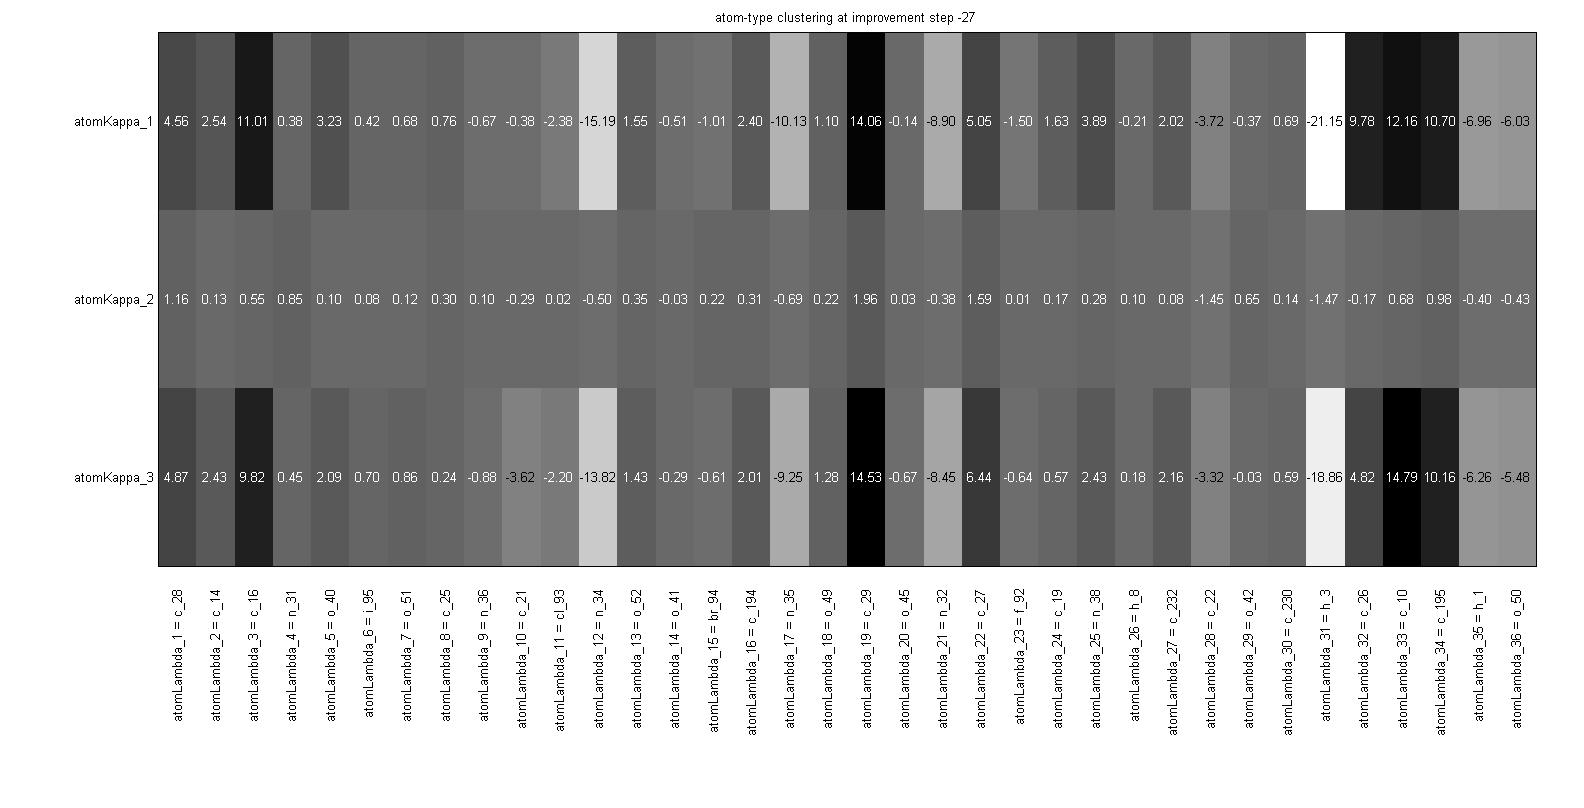 atom-type clustering at improvement step -27
atomKappa_1 4.56 2.54 11.01 0.38 3.23 0.42 0.68 0.76 -0.67 -0.38 -2.38 -15.19 1.55 -0.51 -1.01 2.40 -10.13 1.10 14.06 -0.14 -8.90 5.05 -1.50 1.63 3.89 -0.21 2.02 -3.72 -0.37 0.69 -21.15 9.78 12.16 10.70 -6.96 -6.03
atomKappa_2 1.16 0.13 0.55 0.85 0.10 0.08 0.12 0.30 0.10 -0.29 0.02 -0.50 0.35 -0.03 0.22 0.31 -0.69 0.22 1.96 0.03 -0.38 1.59 0.01 0.17 0.28 0.10 0.08 -1.45 0.65 0.14 -1.47 -0.17 0.68 0.98 -0.40 -0.43
atomKappa_3 4.87 2.43 9.82 0.45 2.09 0.70 0.86 0.24 -0.88 -3.62 -2.20 -13.82 1.43 -0.29 -0.61 2.01 -9.25 1.28 14.53 -0.67 -8.45 6.44 -0.64 0.57 2.43 0.18 2.16 -3.32 -0.03 0.59 -18.86 4.82 14.79 10.16 -6.26 -5.48
atomLambda_1 = c_28
atomLambda_2 = c_14
atomLambda_3 = c_16
atomLambda_4 = n_31
atomLambda_5 = o_40
atomLambda_6 = i_95
atomLambda_7 = o_51
atomLambda_8 = c_25
atomLambda_9 = n_36
atomLambda_10 = c_21
atomLambda_11 = cl_93
atomLambda_12 = n_34
atomLambda_13 = o_52
atomLambda_14 = o_41
atomLambda_15 = br_94
atomLambda_16 = c_194
atomLambda_17 = n_35
atomLambda_18 = o_49
atomLambda_19 = c_29
atomLambda_20 = o_45
atomLambda_21 = n_32
atomLambda_22 = c_27
atomLambda_23 = f_92
atomLambda_24 = c_19
atomLambda_25 = n_38
atomLambda_26 = h_8
atomLambda_27 = c_232
atomLambda_28 = c_22
atomLambda_29 = o_42
atomLambda_30 = c_230
atomLambda_31 = h_3
atomLambda_32 = c_26
atomLambda_33 = c_10
atomLambda_34 = c_195
atomLambda_35 = h_1
atomLambda_36 = o_50